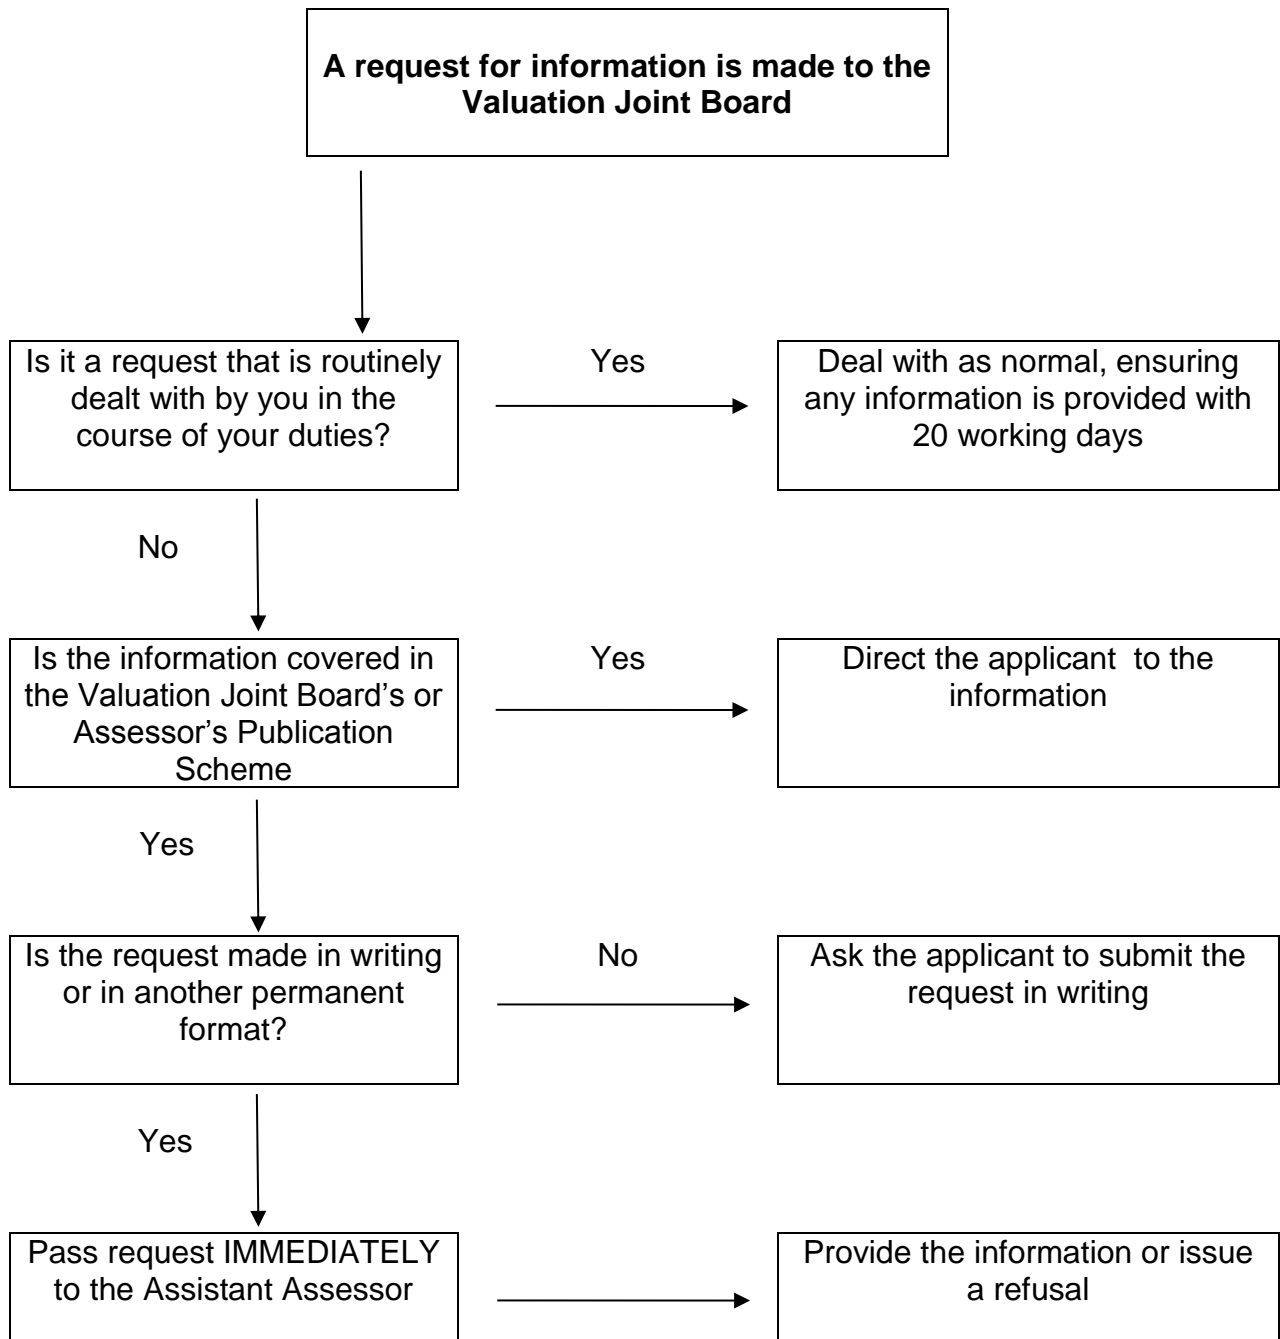 A request for information is made to the
Valuation Joint Board
Is it a request that is routinely
dealt with by you in the
course of your duties?
Yes
Deal with as normal, ensuring
any information is provided with
20 working days
No
Is the information covered in
the Valuation Joint Board’s or
Assessor’s Publication
Scheme
Yes
Direct the applicant  to the
information
Yes
Is the request made in writing
or in another permanent
format?
No
Ask the applicant to submit the
request in writing
Yes
Pass request IMMEDIATELY
to the Assistant Assessor
Provide the information or issue
a refusal